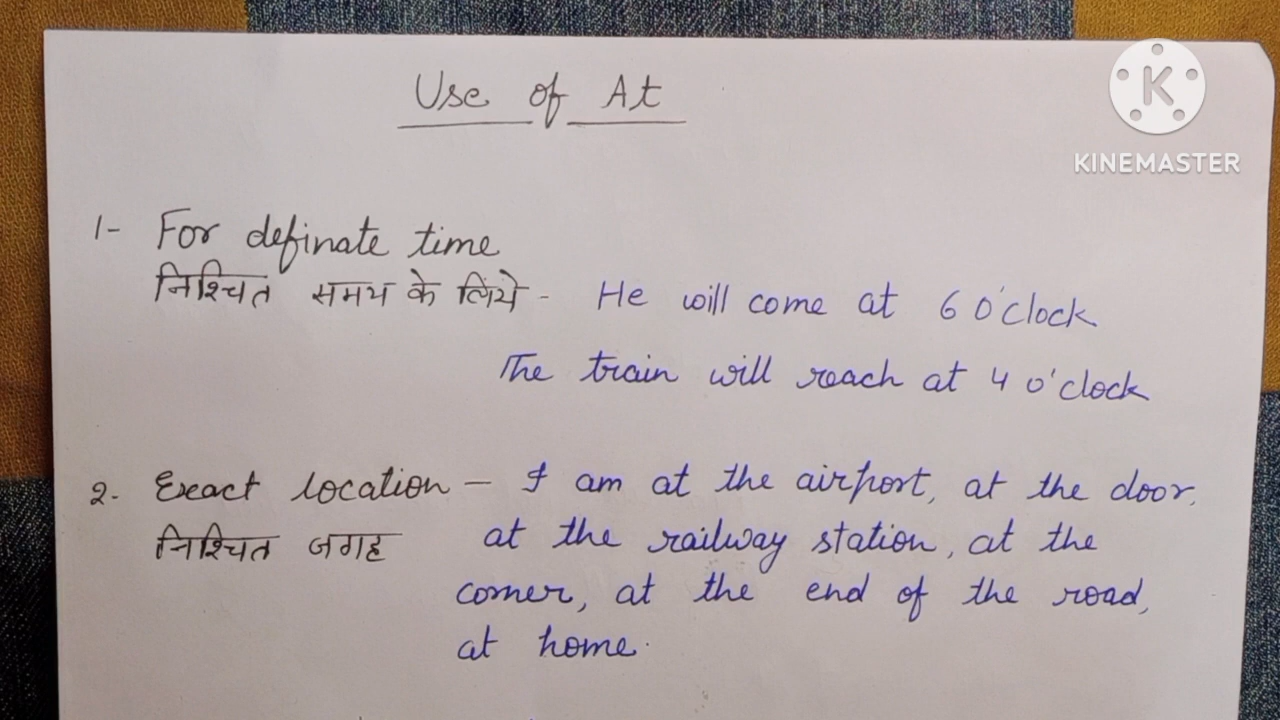 Use of At
KINEMASTER
1- For definate time
निश्चित समय के लिये - He will come at 6 o'clock
The train will reach at 4 o'clock
2- Exact location - I am at the airport, at the door,
निश्चित जगह at the railway station, at the
corner, at the end of the road,
at home.